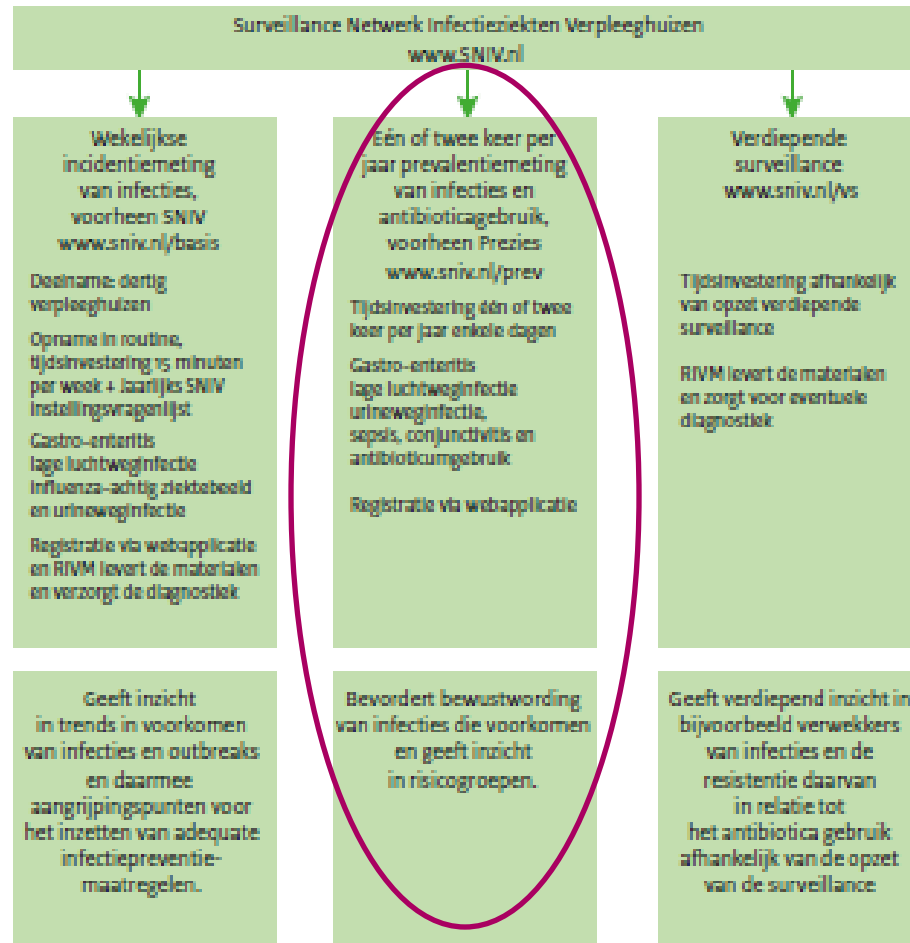 Surveillance Netwerk Infectieziekten Verpleeghuizen
www.SNIV.nl
Wekelijkse
incidentiemeting
van infecties,
voorheen SNIV
www.sniv.nl/basis
Deelname: dertig
verpleeghuizen
Opname in routine,
tijdsinvestering 15 minuten
per week + jaarlijks SNIV
instellingsvragenlijst
Gastro-enteritis
lage luchtweginfectie
influenza-achtig ziektebeeld
en urineweginfectie
Registratie via webapplicatie
en RIVM levert de materialen
en verzorgt de diagnostiek
Geeft inzicht
in trends in voorkomen
van infecties en outbreaks
en daarmee
aangrijpingspunten voor
het inzetten van adequate
infectiepreventie-
maatregelen.
Eén of twee keer per
jaar prevalentiemeting
van infecties en
antibioticagebruik,
voorheen Prezies
www.sniv.nl/prev
Tijdsinvestering één of twee
keer per jaar enkele dagen
Gastro-enteritis
lage luchtweginfectie
urineweginfectie,
sepsis, conjunctivitis en
antibioticumgebruik
Registratie via webapplicatie
Bevordert bewustwording
van infecties die voorkomen
en geeft inzicht
in risicogroepen.
Verdiepende
surveillance
www.sniv.nl/vs
Tijdsinvestering afhankelijk
van opzet verdiepende
surveillance
RIVM levert de materialen
en zorgt voor eventuele
diagnostiek
Geeft verdiepend inzicht in
bijvoorbeeld verwekkers
van infecties en de
resistentie daarvan
in relatie tot
het antibiotica gebruik
afhankelijk van de opzet
van de surveillance